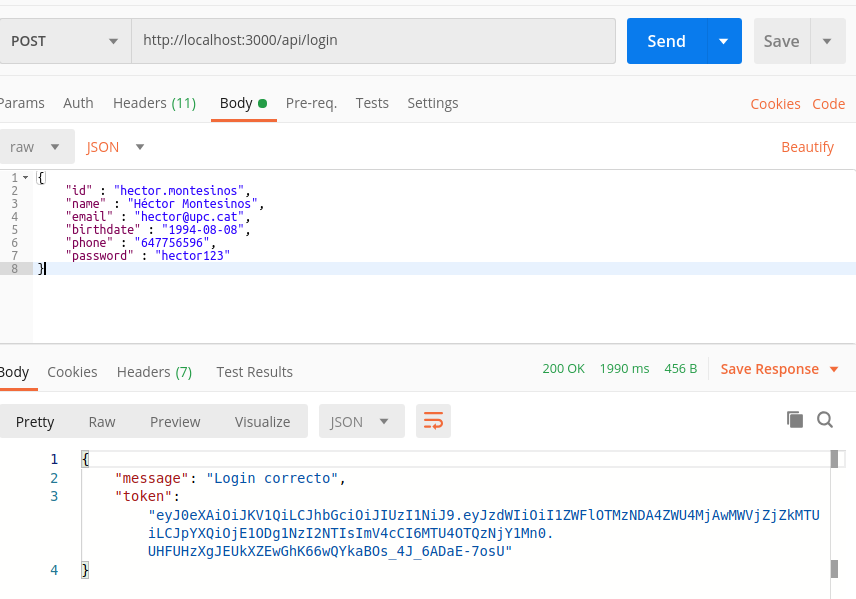 POST http://localhost:3000/api/login Send Save
Params Auth Headers (11) Body Pre-req. Tests Settings Cookies Code
raw JSON Beautify
1 {
2 "id" : "hector.montesinos",
3 "name" : "Héctor Montesinos",
4 "email" : "hector@upc.cat",
5 "birthdate" : "1994-08-08",
6 "phone" : "647756596",
7 "password" : "hector123"
8 }
Body Cookies Headers (7) Test Results 200 OK 1990 ms 456 B Save Response
Pretty Raw Preview Visualize JSON
1 {
2 "message": "Login correcto",
3 "token":
"eyJ0eXAiOiJKV1QiLCJhbGciOiJIUzI1NiJ9.eyJzdWIiOiI1ZWFlOTMzNDA4ZWU4MjAwMWVjZjZkMTU
iLCJpYXQiOjE1ODg1NzI2NTIsImV4cCI6MTU4OTQzNjY1Mn0.
UHFUHzXgJEUkXZEwGhK66wQYkaBOs_4J_6ADaE-7osU"
4 }